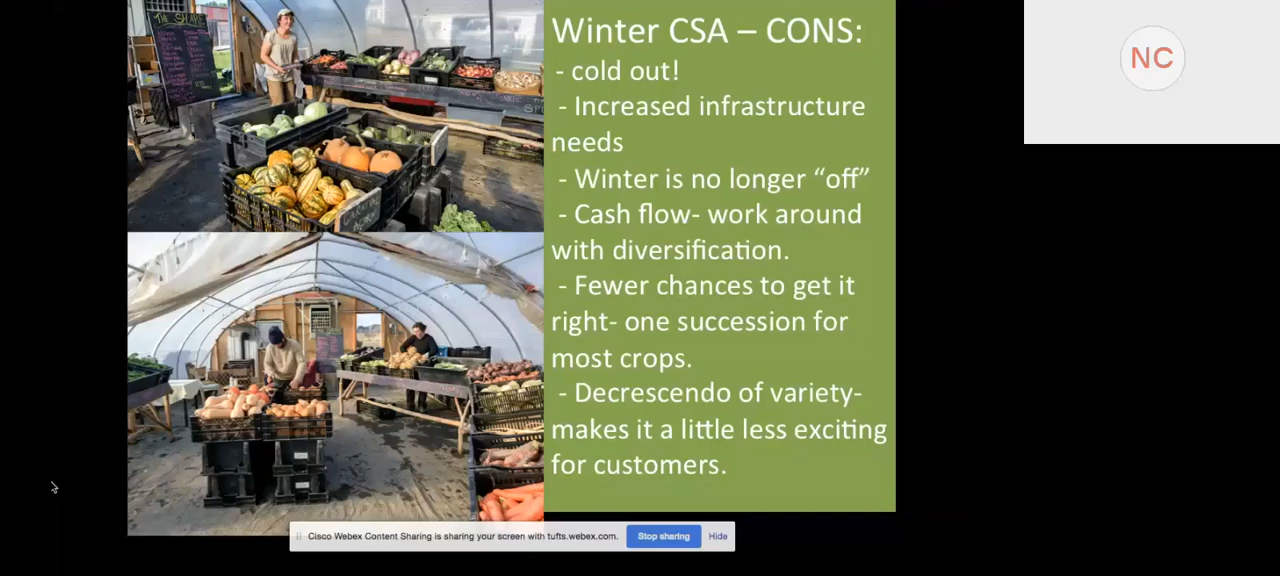 THE SHARE
Winter CSA – CONS:
- cold out!
- Increased infrastructure
needs
- Winter is no longer “off”
- Cash flow- work around
with diversification.
- Fewer chances to get it
right- one succession for
most crops.
- Decrescendo of variety-
makes it a little less exciting
for customers.
NC
Cisco Webex Content Sharing is sharing your screen with tufts.webex.com.
Stop sharing
Hide